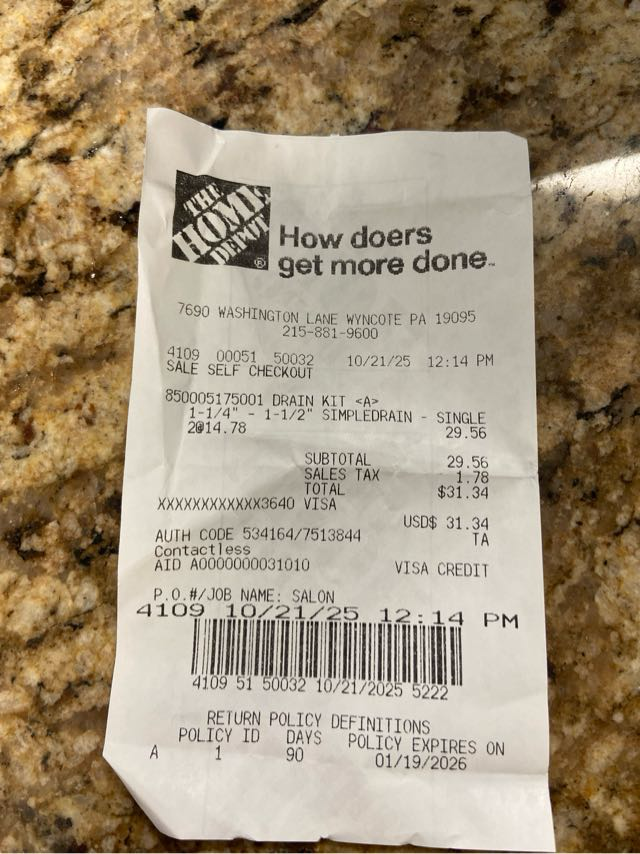 THE
HOME
DEPOT
®
How doers
get more done™
7690 WASHINGTON LANE WYNCOTE PA 19095
215-881-9600
4109 00051 50032 10/21/25 12:14 PM
SALE SELF CHECKOUT
850005175001 DRAIN KIT <A>
1-1/4" - 1-1/2" SIMPLEDRAIN - SINGLE
2@14.78 29.56
SUBTOTAL 29.56
SALES TAX 1.78
TOTAL $31.34
XXXXXXXXXXXX3640 VISA
USD$ 31.34
AUTH CODE 534164/7513844 TA
Contactless
AID A0000000031010 VISA CREDIT
P.O.#/JOB NAME: SALON
4109 10/21/25 12:14 PM
4109 51 50032 10/21/2025 5222
RETURN POLICY DEFINITIONS
POLICY ID DAYS POLICY EXPIRES ON
A 1 90 01/19/2026